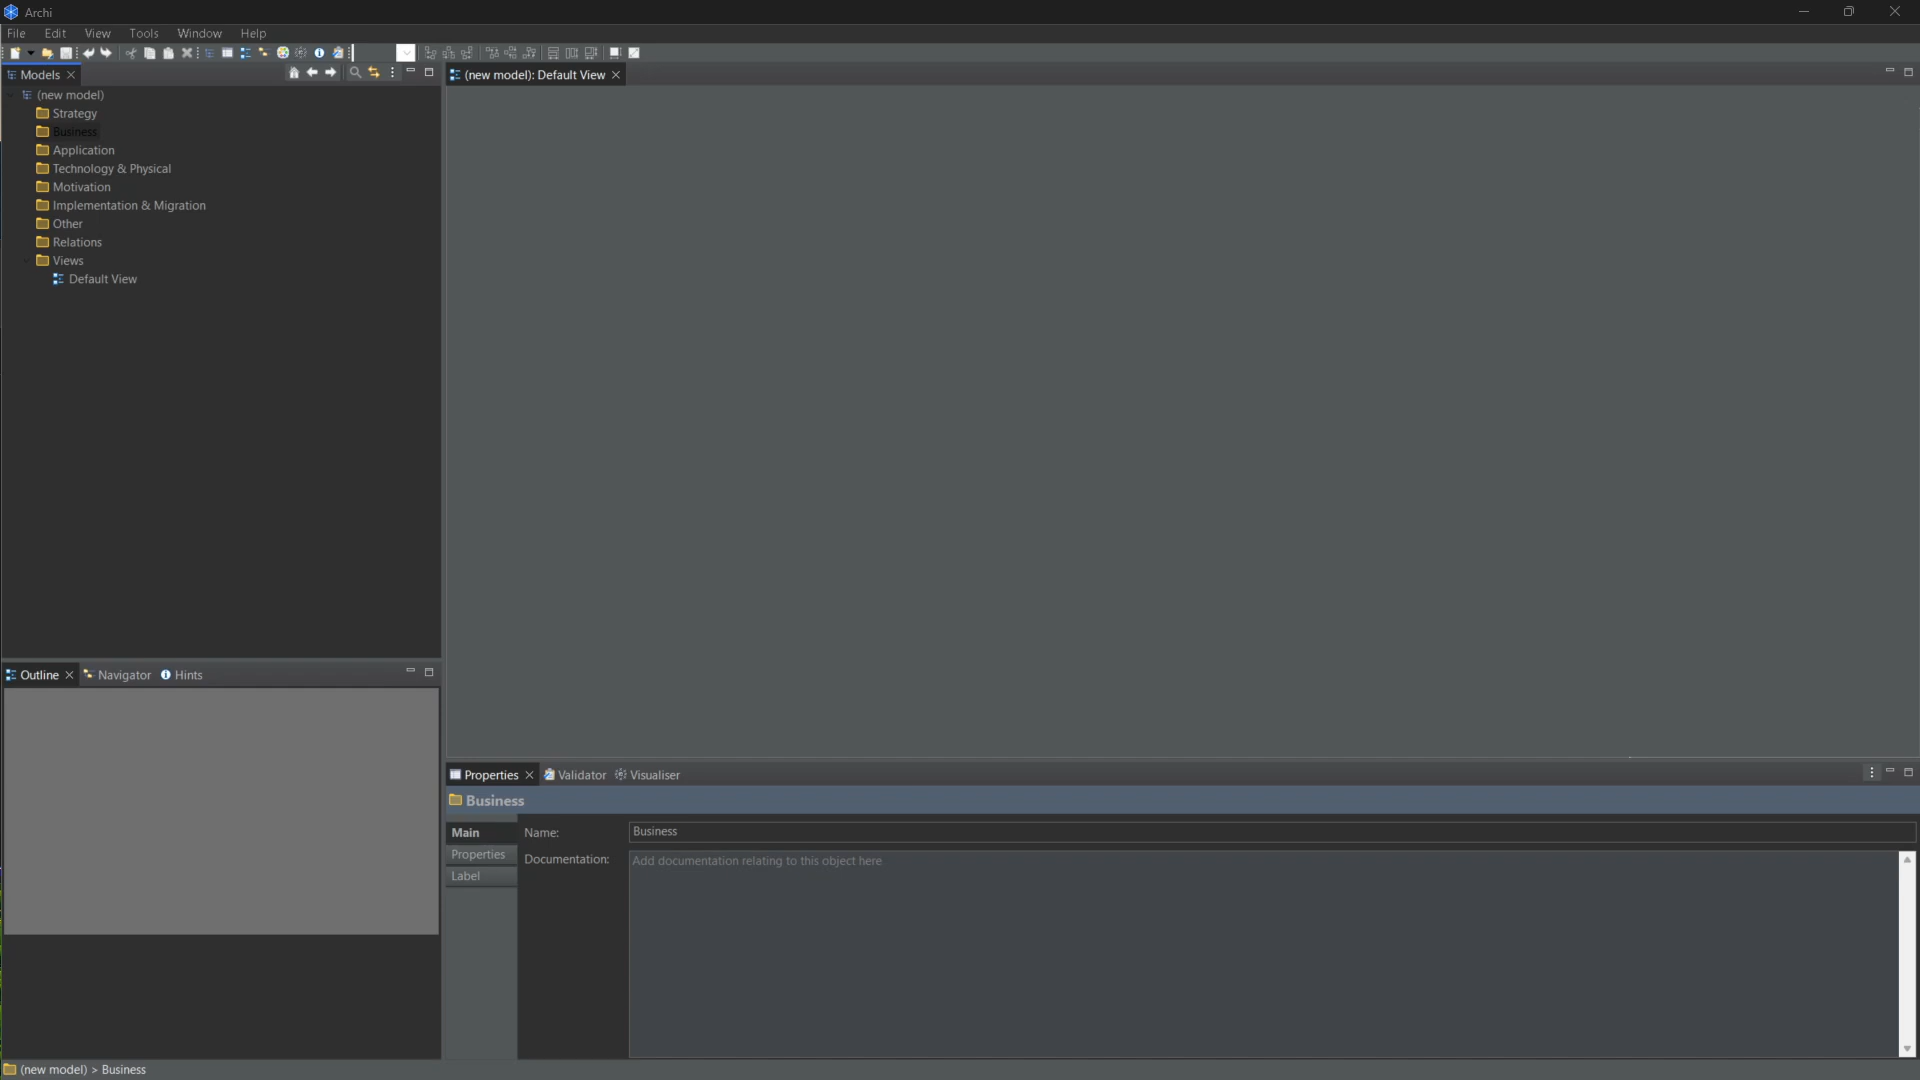 Archi
File Edit View Tools Window Help
Models
(new model): Default View
(new model)
Strategy
Business
Application
Technology & Physical
Motivation
Implementation & Migration
Other
Relations
Views
Default View
Outline Navigator Hints
Properties Validator Visualiser
Business
Main
Name: Business
Properties
Documentation: Add documentation relating to this object here
Label
(new model) > Business